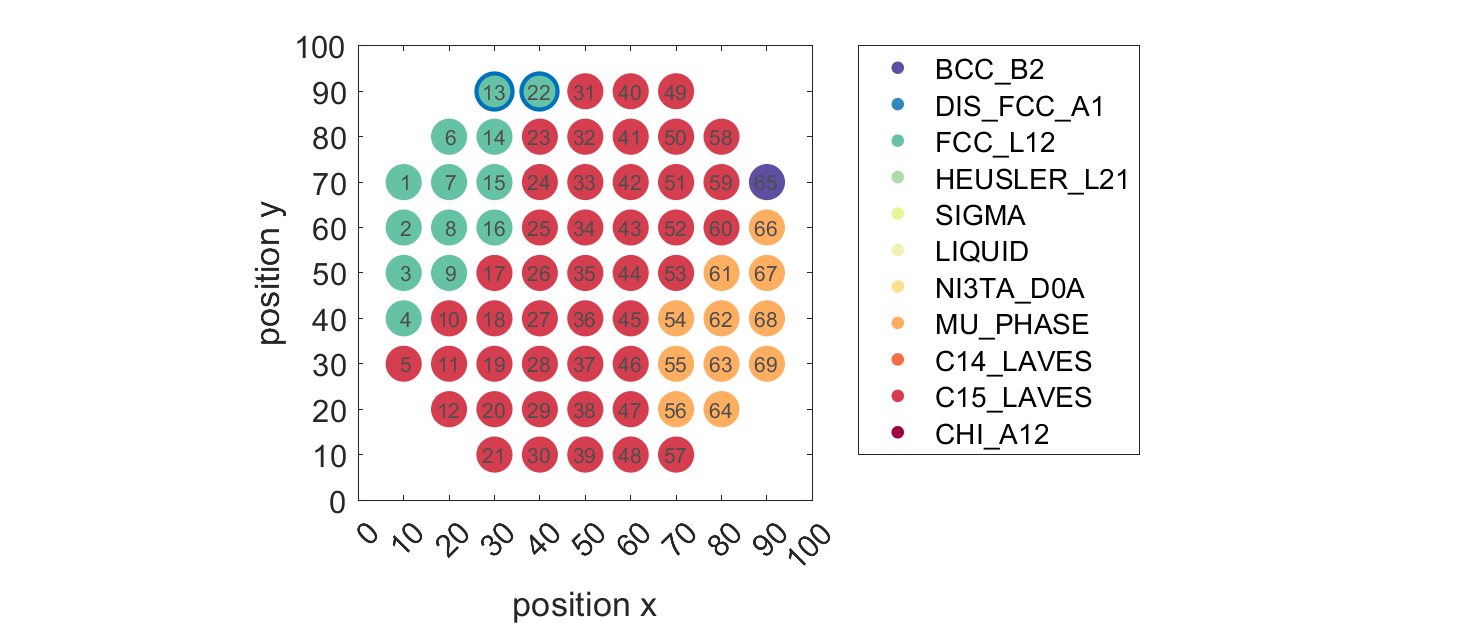 100
90
80
70
60
50
40
30
20
10
0
position y
13 22 31 40 49
6 14 23 32 41 50 58
1 7 15 24 33 42 51 59 65
2 8 16 25 34 43 52 60 66
3 9 17 26 35 44 53 61 67
4 10 18 27 36 45 54 62 68
5 11 19 28 37 46 55 63 69
12 20 29 38 47 56 64
21 30 39 48 57
0 10 20 30 40 50 60 70 80 90 100
position x
BCC_B2
DIS_FCC_A1
FCC_L12
HEUSLER_L21
SIGMA
LIQUID
NI3TA_D0A
MU_PHASE
C14_LAVES
C15_LAVES
CHI_A12